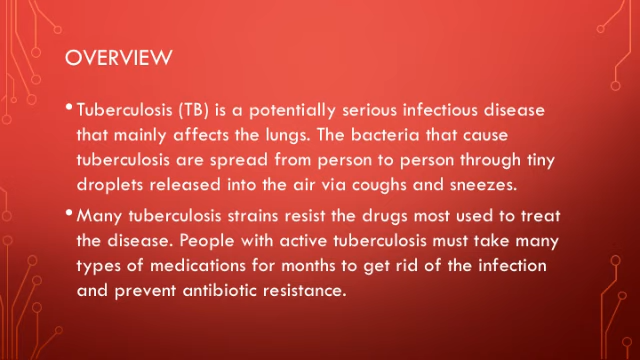 OVERVIEW
• Tuberculosis (TB) is a potentially serious infectious disease
that mainly affects the lungs. The bacteria that cause
tuberculosis are spread from person to person through tiny
droplets released into the air via coughs and sneezes.
• Many tuberculosis strains resist the drugs most used to treat
the disease. People with active tuberculosis must take many
types of medications for months to get rid of the infection
and prevent antibiotic resistance.